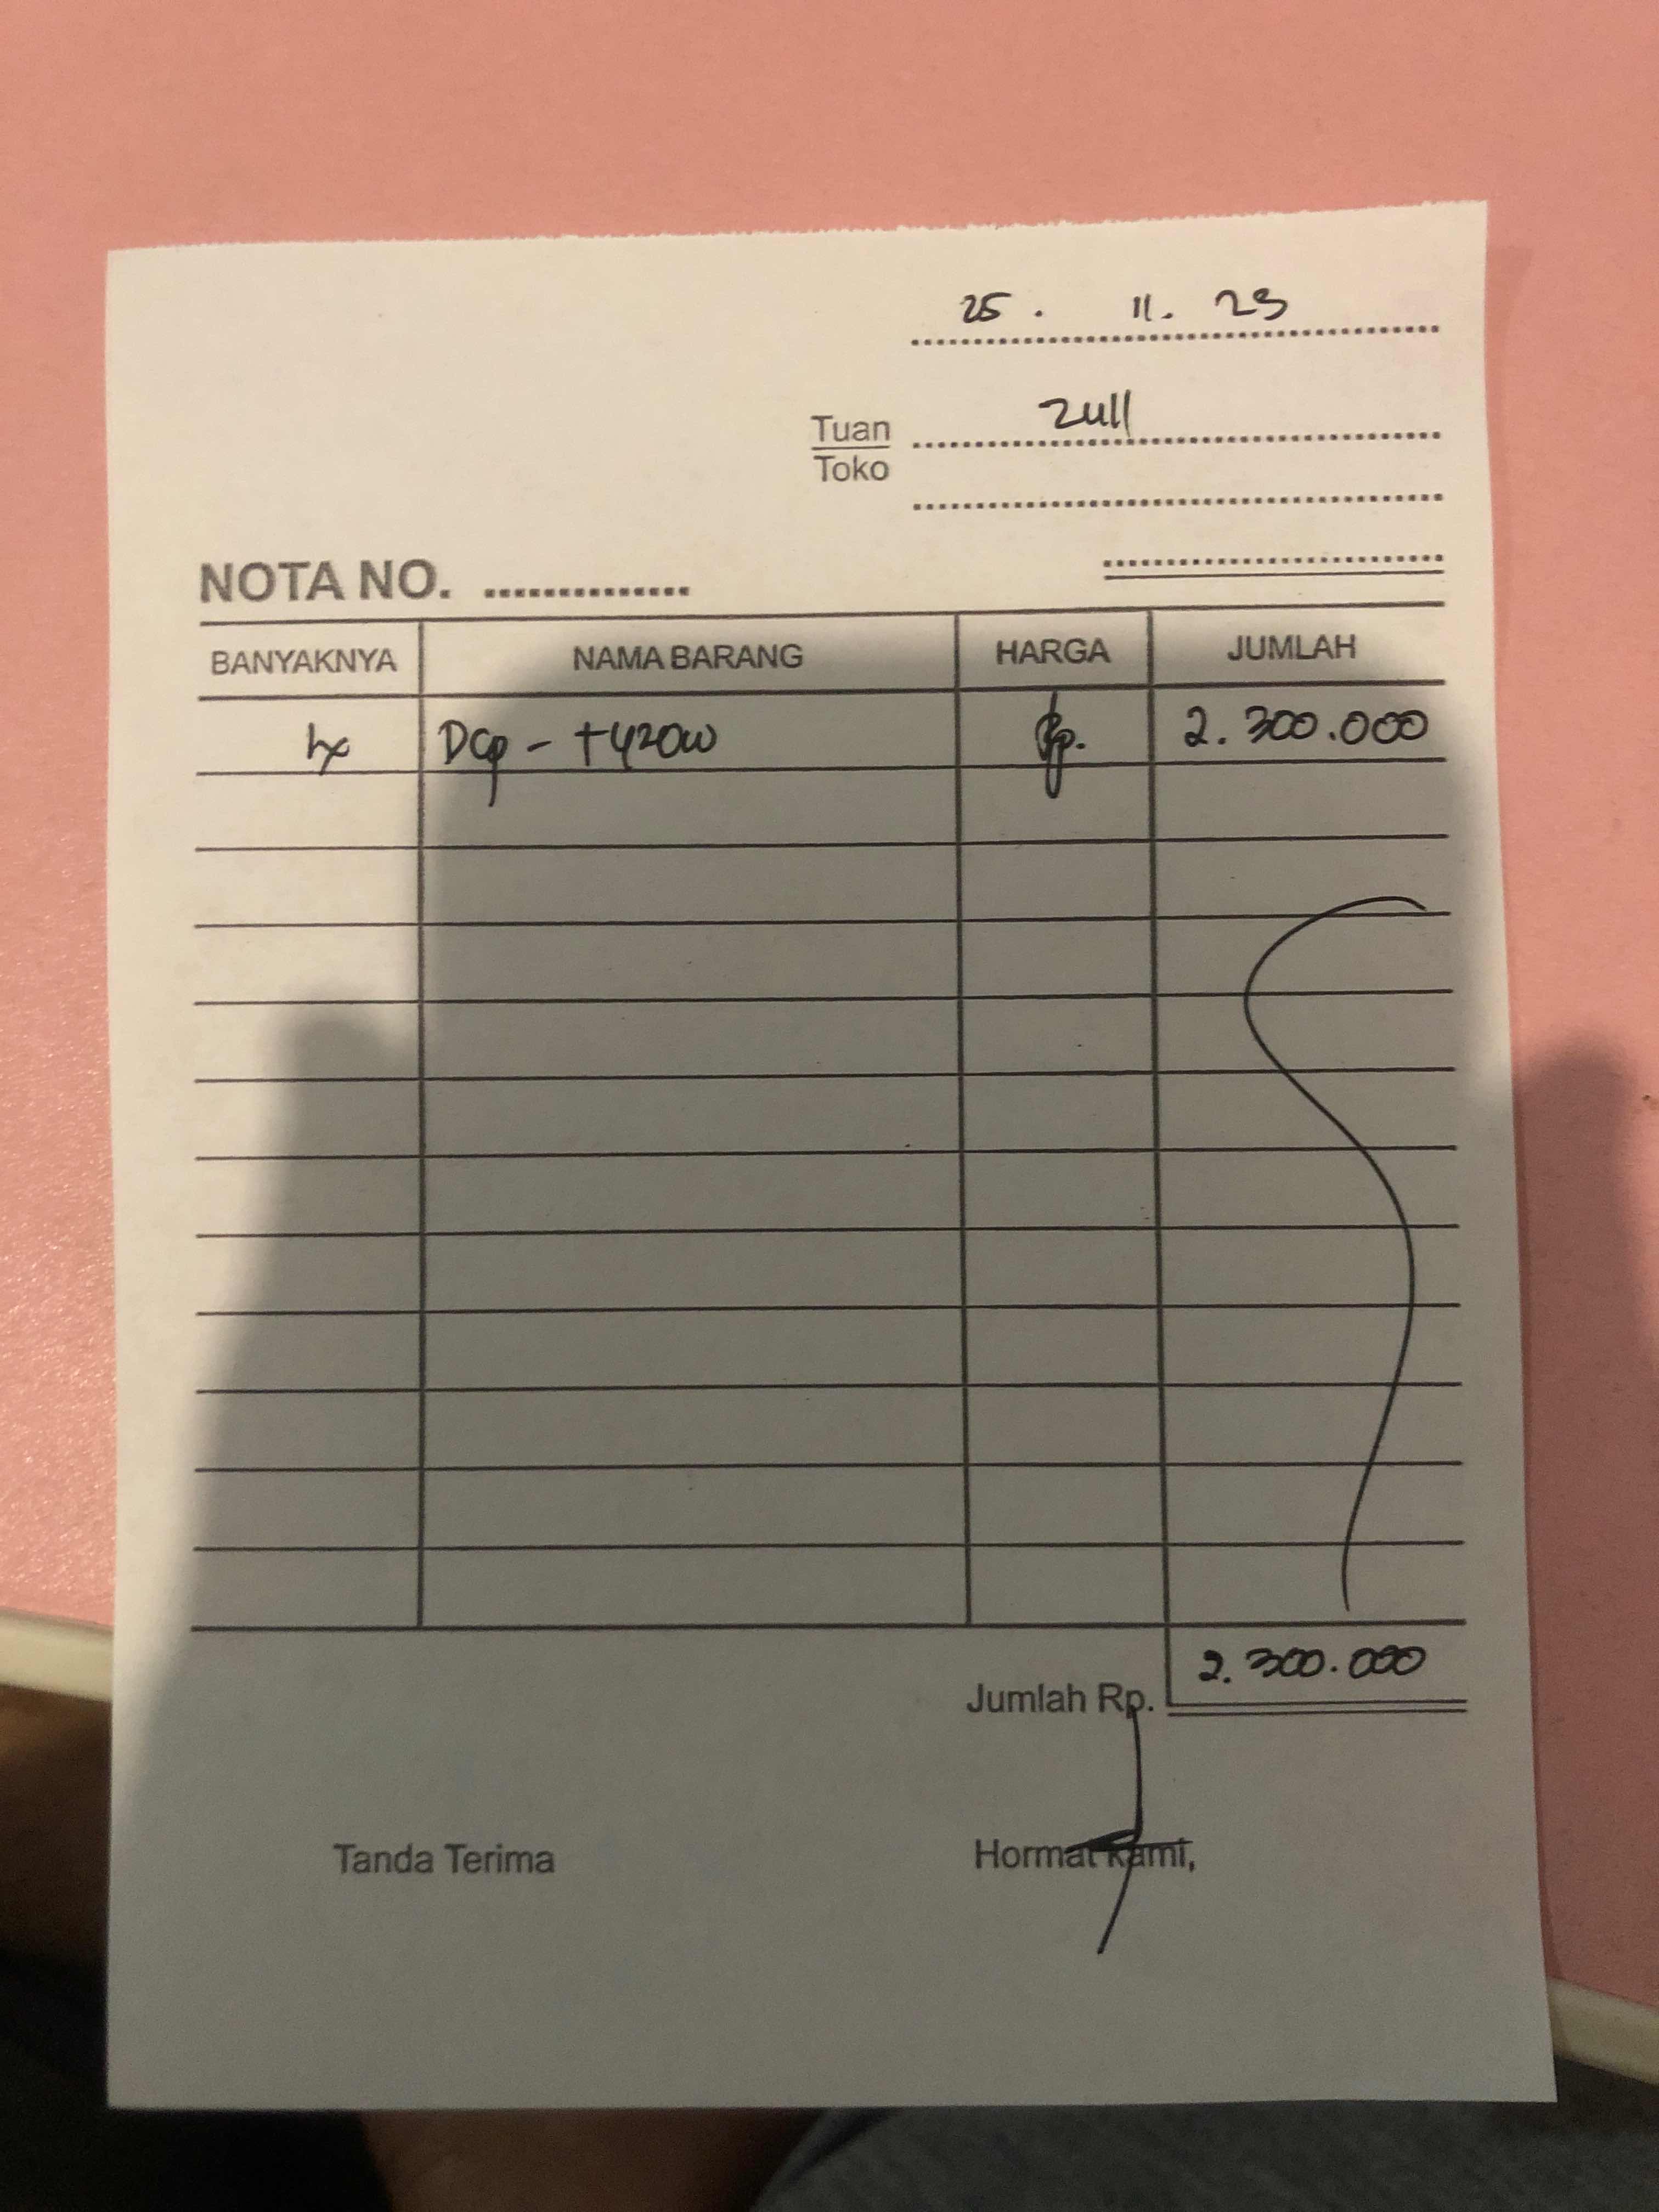 25 . 11. 23
Tuan Zull
Toko
NOTA NO. ..............
BANYAKNYA NAMA BARANG HARGA JUMLAH
1x Dcp - T420W Rp. 2.300.000
Jumlah Rp. 2.300.000
Tanda Terima Hormat kami,